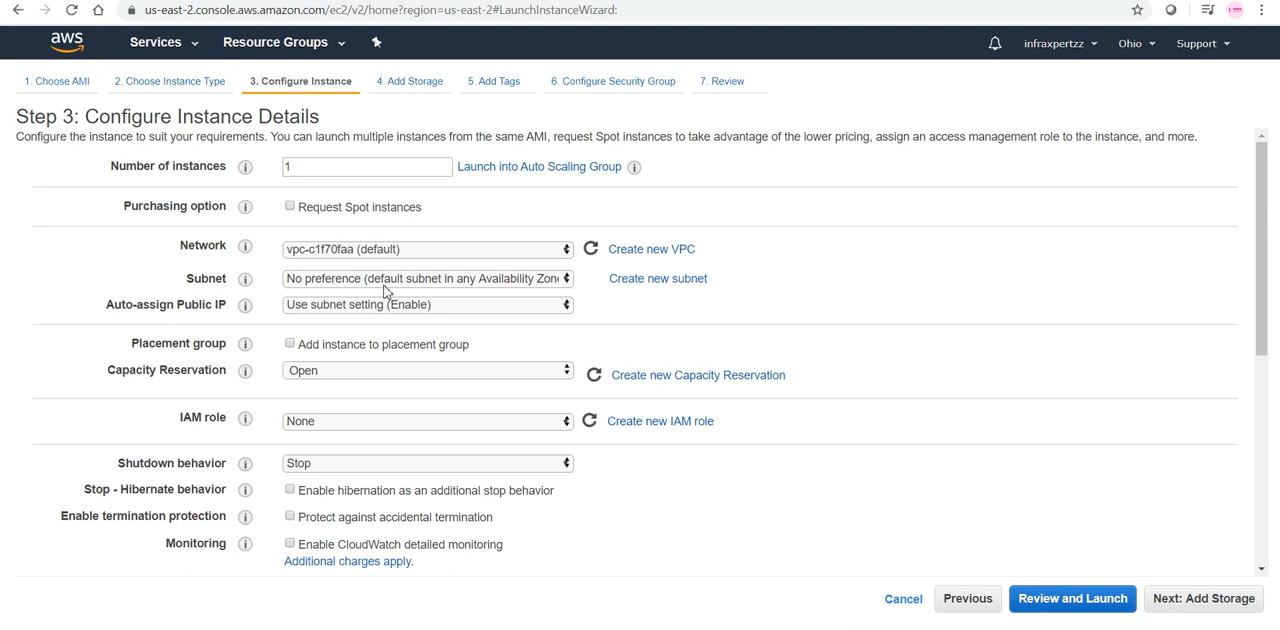 us-east-2.console.aws.amazon.com/ec2/v2/home?region=us-east-2#LaunchInstanceWizard:
aws Services Resource Groups infraxpertzz Ohio Support
1. Choose AMI 2. Choose Instance Type 3. Configure Instance 4. Add Storage 5. Add Tags 6. Configure Security Group 7. Review
Step 3: Configure Instance Details
Configure the instance to suit your requirements. You can launch multiple instances from the same AMI, request Spot instances to take advantage of the lower pricing, assign an access management role to the instance, and more.
Number of instances i 1 Launch into Auto Scaling Group i
Purchasing option i Request Spot instances
Network i vpc-c1f70faa (default) Create new VPC
Subnet i No preference (default subnet in any Availability Zon Create new subnet
Auto-assign Public IP i Use subnet setting (Enable)
Placement group i Add instance to placement group
Capacity Reservation i Open Create new Capacity Reservation
IAM role i None Create new IAM role
Shutdown behavior i Stop
Stop - Hibernate behavior i Enable hibernation as an additional stop behavior
Enable termination protection i Protect against accidental termination
Monitoring i Enable CloudWatch detailed monitoring
Additional charges apply.
Cancel Previous Review and Launch Next: Add Storage